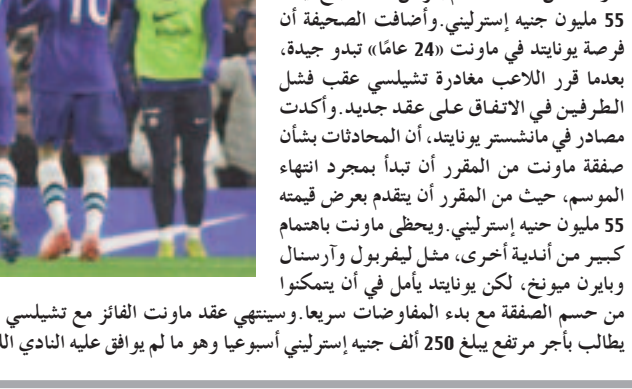 55 مليون جنيه إسترليني.وأضافت الصحيفة أن
فرصة يونايتد في ماونت «24 عامًا» تبدو جيدة،
بعدما قرر اللاعب مغادرة تشيلسي عقب فشل
الطرفين في الاتفاق على عقد جديد.وأكدت
مصادر في مانشستر يونايتد، أن المحادثات بشأن
صفقة ماونت من المقرر أن تبدأ بمجرد انتهاء
الموسم، حيث من المقرر أن يتقدم بعرض قيمته
55 مليون حنيه إسترليني.ويحظى ماونت باهتمام
كبير من أندية أخرى، مثل ليفربول وآرسنال
وبايرن ميونخ، لكن يونايتد يأمل في أن يتمكنوا
من حسم الصفقة مع بدء المفاوضات سريعا.وسينتهي عقد ماونت الفائز مع تشيلسي
يطالب بأجر مرتفع يبلغ 250 ألف جنيه إسترليني أسبوعيا وهو ما لم يوافق عليه النادي
10